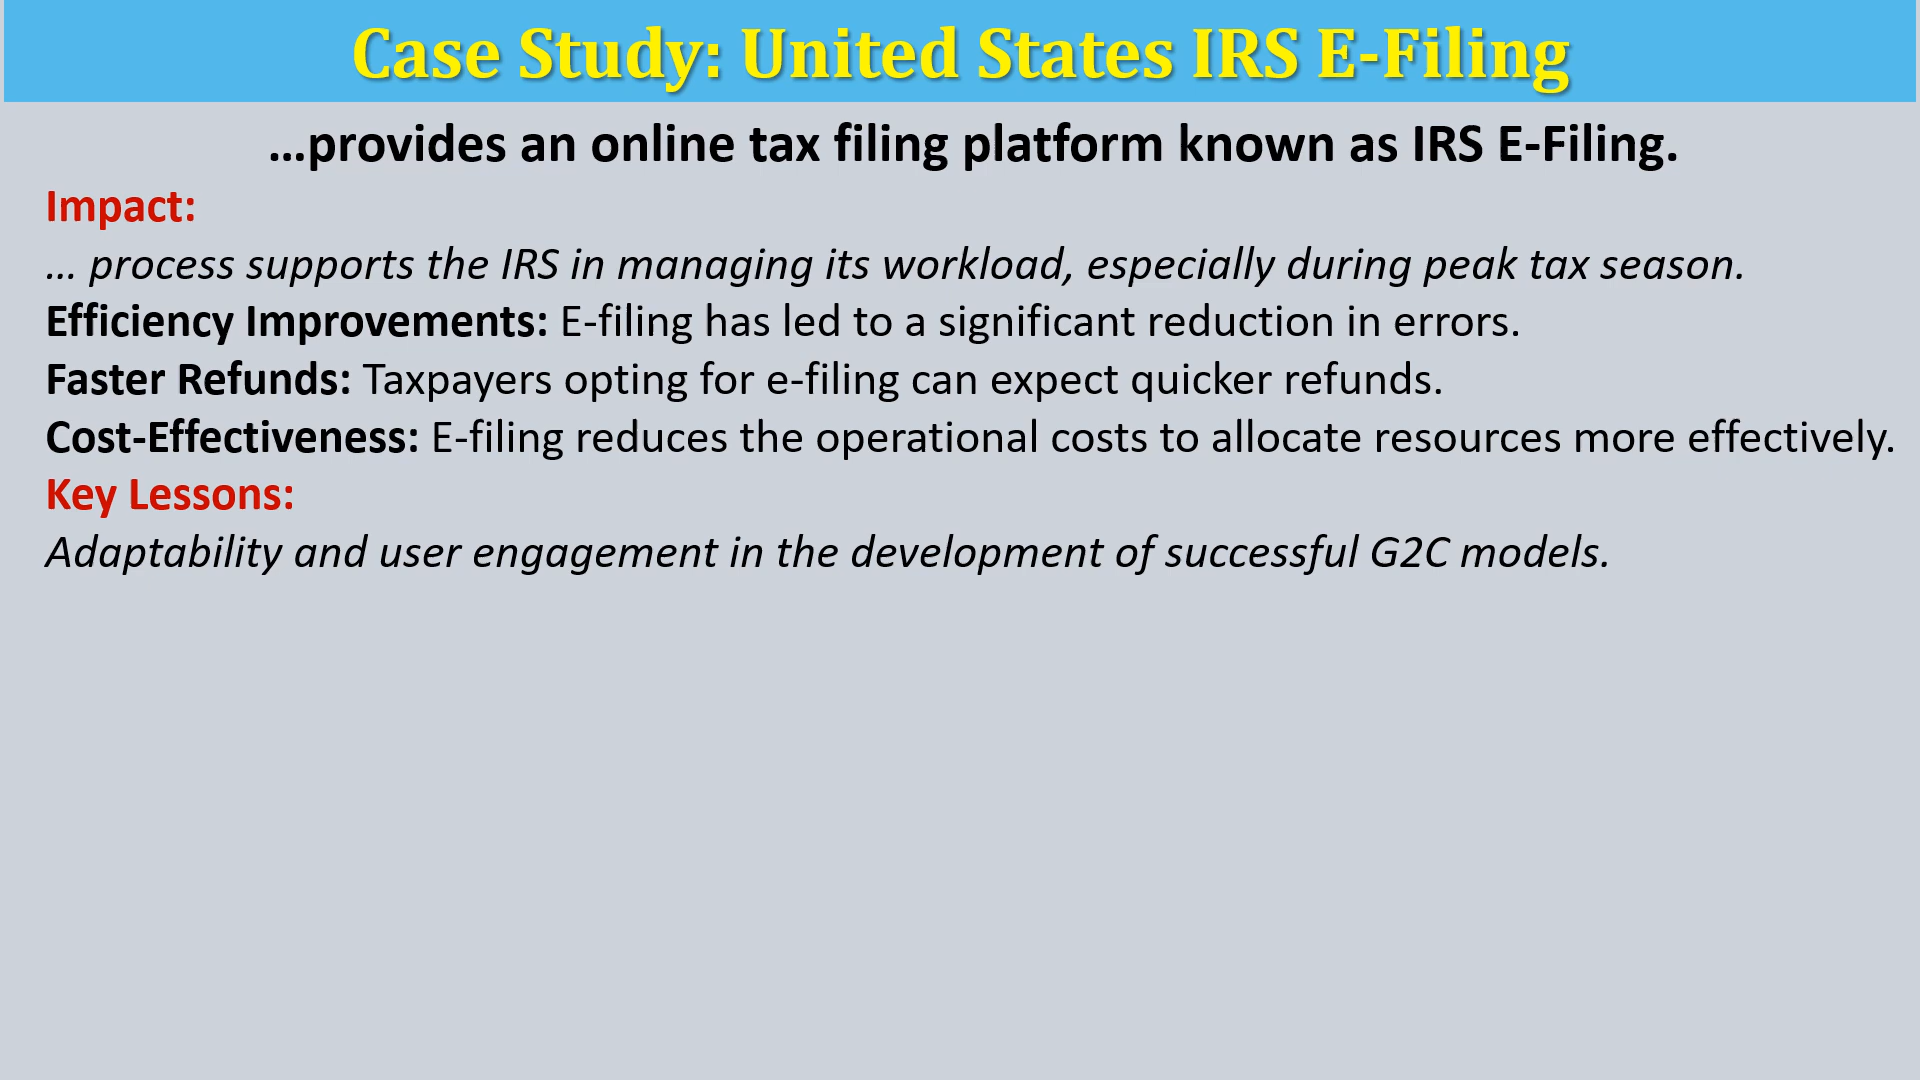 Case Study: United States IRS E-Filing
…provides an online tax filing platform known as IRS E-Filing.
Impact:
… process supports the IRS in managing its workload, especially during peak tax season.
Efficiency Improvements: E-filing has led to a significant reduction in errors.
Faster Refunds: Taxpayers opting for e-filing can expect quicker refunds.
Cost-Effectiveness: E-filing reduces the operational costs to allocate resources more effectively.
Key Lessons:
Adaptability and user engagement in the development of successful G2C models.